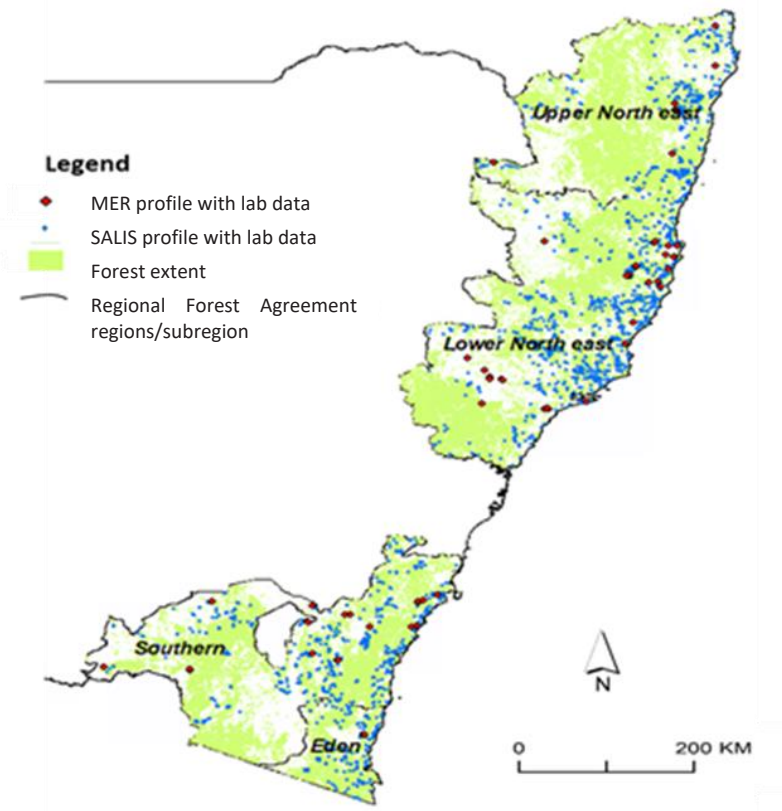 Upper North east
Legend
MER profile with lab data
SALIS profile with lab data
Forest extent
Regional Forest Agreement
regions/subregion
Lower North east
Southern
N
Eden
0 200 KM